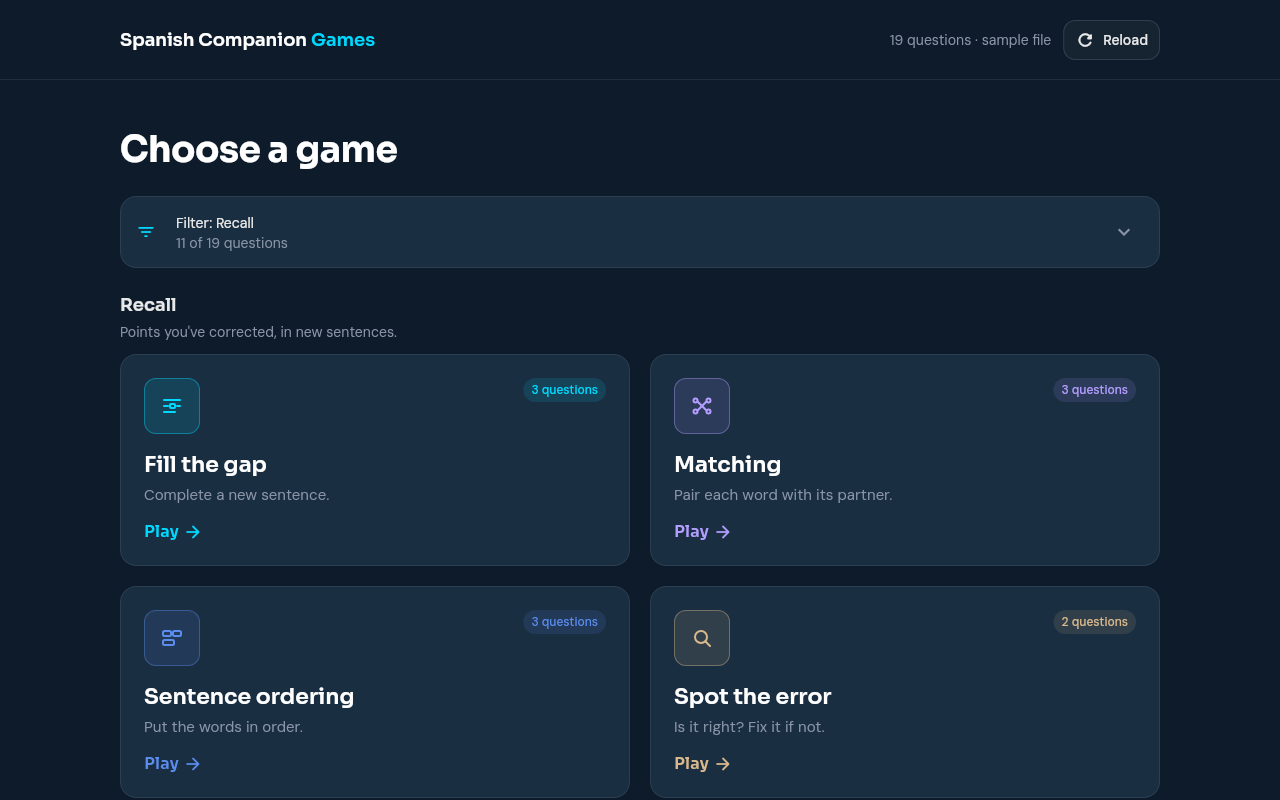 Spanish Companion Games
19 questions · sample file
Reload
Choose a game
Filter: Recall
11 of 19 questions
Recall
Points you've corrected, in new sentences.
3 questions
Fill the gap
Complete a new sentence.
Play →
3 questions
Matching
Pair each word with its partner.
Play →
3 questions
Sentence ordering
Put the words in order.
Play →
2 questions
Spot the error
Is it right? Fix it if not.
Play →